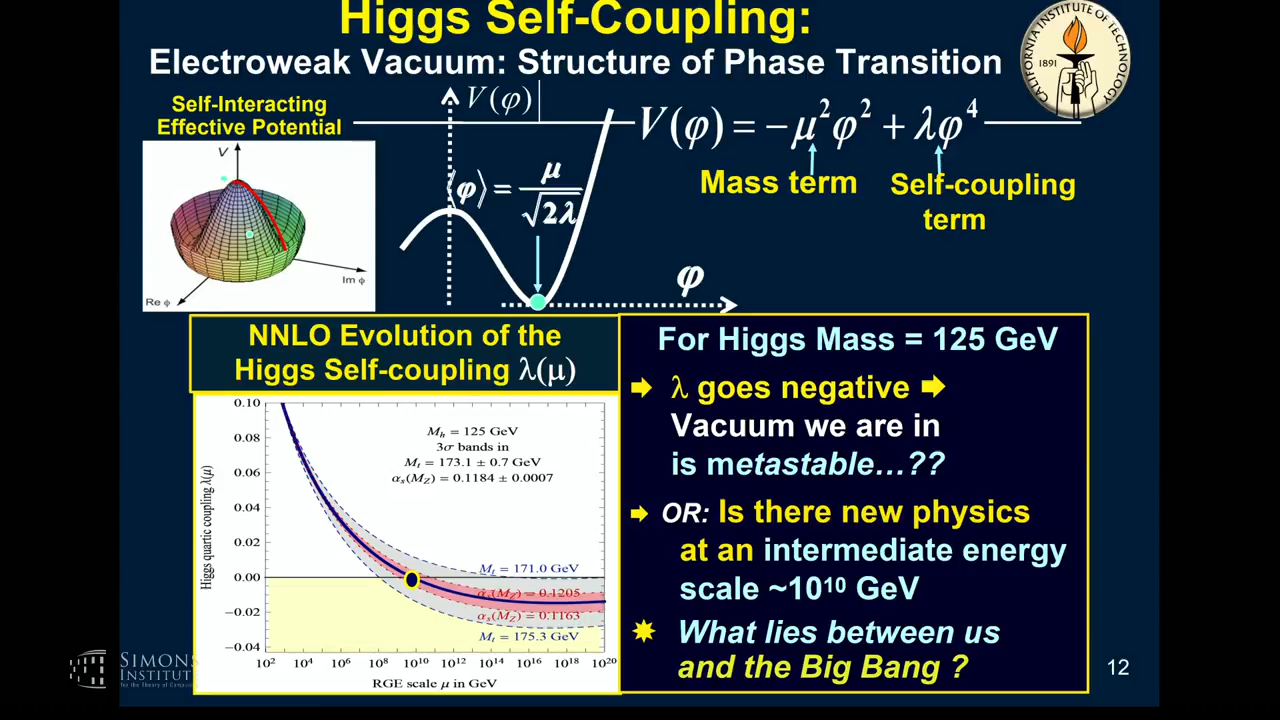 Higgs Self-Coupling:
Electroweak Vacuum: Structure of Phase Transition
CALIFORNIA INSTITUTE OF TECHNOLOGY
1891
Self-Interacting
Effective Potential
V
Im ϕ
Re ϕ
V(φ)
⟨φ⟩ = μ/√2λ
φ
V(φ) = −μ²φ² + λφ⁴
Mass term
Self-coupling
term
NNLO Evolution of the
Higgs Self-coupling λ(μ)
0.10
0.08
0.06
0.04
0.02
0.00
−0.02
−0.04
Higgs quartic coupling λ(μ)
M_h = 125 GeV
3σ bands in
M_t = 173.1 ± 0.7 GeV
α_s(M_Z) = 0.1184 ± 0.0007
M_t = 171.0 GeV
α_s(M_Z) = 0.1205
α_s(M_Z) = 0.1163
M_t = 175.3 GeV
10² 10⁴ 10⁶ 10⁸ 10¹⁰ 10¹² 10¹⁴ 10¹⁶ 10¹⁸ 10²⁰
RGE scale μ in GeV
For Higgs Mass = 125 GeV
λ goes negative
Vacuum we are in
is metastable…??
OR: Is there new physics
at an intermediate energy
scale ~10¹⁰ GeV
What lies between us
and the Big Bang ?
SIMONS
INSTITUTE
12